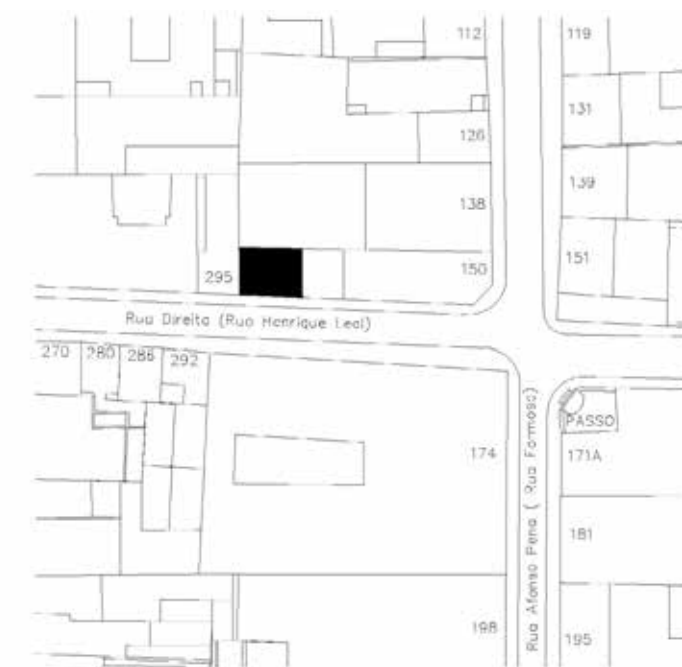 112
119
131
126
139
138
151
150
295
Rua Direita (Rua Henrique Leal)
270 280 286 292
PASSO
174
171A
181
Rua Afonso Pena ( Rua Formosa)
198
195